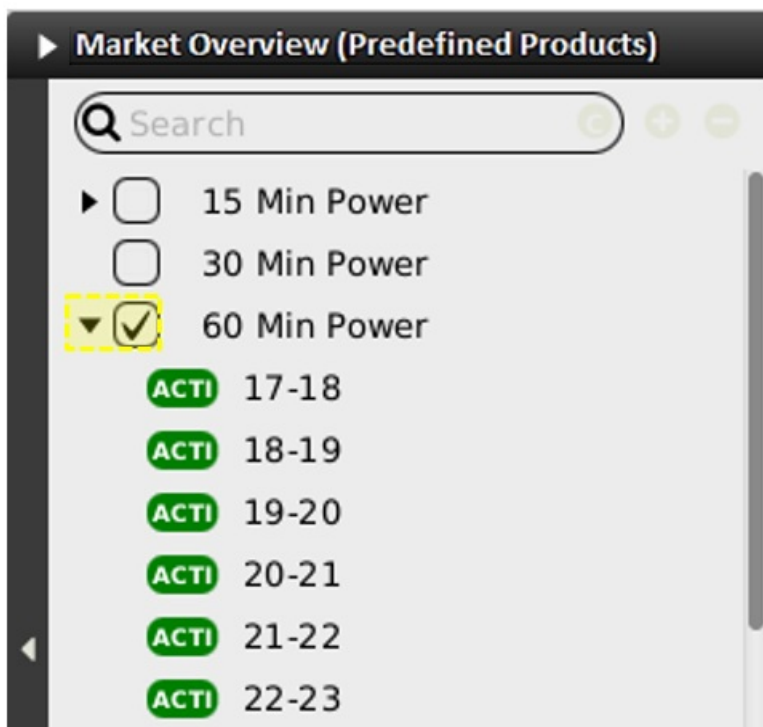 Market Overview (Predefined Products)
Search
15 Min Power
30 Min Power
60 Min Power
ACTI 17-18
ACTI 18-19
ACTI 19-20
ACTI 20-21
ACTI 21-22
ACTI 22-23